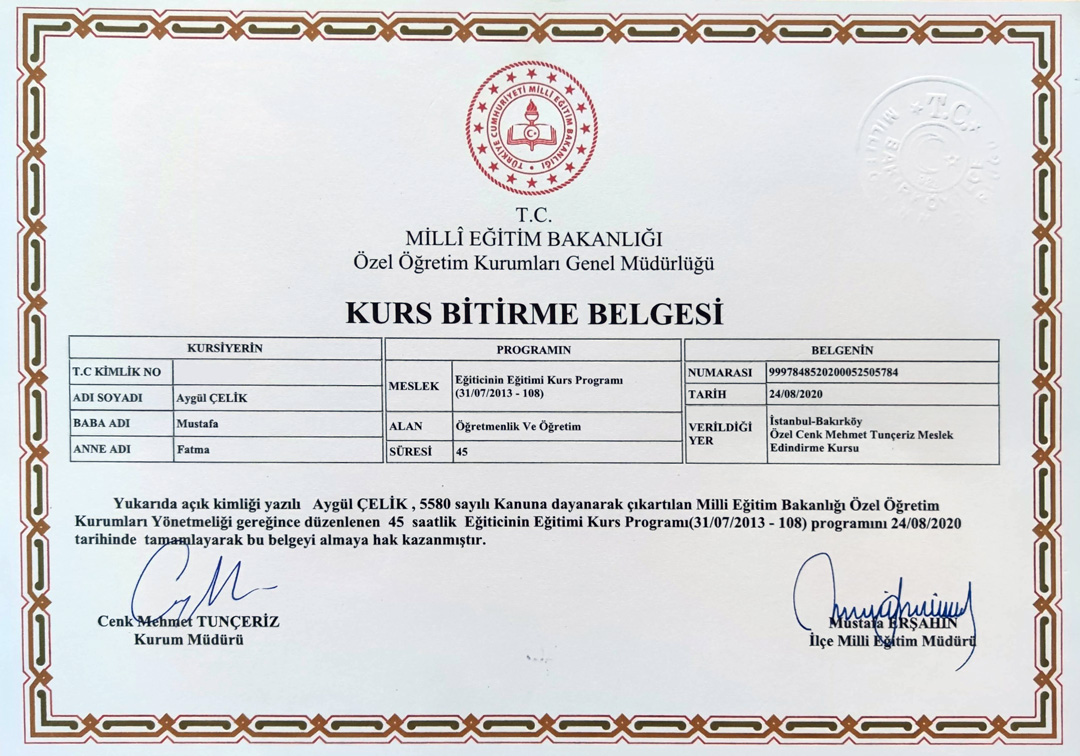 TÜRKİYE CUMHURİYETİ MİLLİ EĞİTİM BAKANLIĞI
T.C.
T.C.
MİLLÎ EĞİTİM BAKANLIĞI
Özel Öğretim Kurumları Genel Müdürlüğü
KURS BİTİRME BELGESİ
KURSİYERİN
T.C KİMLİK NO
ADI SOYADI Aygül ÇELİK
BABA ADI Mustafa
ANNE ADI Fatma
PROGRAMIN
MESLEK Eğiticinin Eğitimi Kurs Programı
(31/07/2013 - 108)
ALAN Öğretmenlik Ve Öğretim
SÜRESİ 45
BELGENİN
NUMARASI 9997848520200052505784
TARİH 24/08/2020
VERİLDİĞİ YER İstanbul-Bakırköy
Özel Cenk Mehmet Tunçeriz Meslek
Edindirme Kursu
Yukarıda açık kimliği yazılı Aygül ÇELİK , 5580 sayılı Kanuna dayanarak çıkartılan Milli Eğitim Bakanlığı Özel Öğretim
Kurumları Yönetmeliği gereğince düzenlenen 45 saatlik Eğiticinin Eğitimi Kurs Programı(31/07/2013 - 108) programını 24/08/2020
tarihinde tamamlayarak bu belgeyi almaya hak kazanmıştır.
Cenk Mehmet TUNÇERİZ
Kurum Müdürü
Mustafa ERŞAHİN
İlçe Milli Eğitim Müdürü